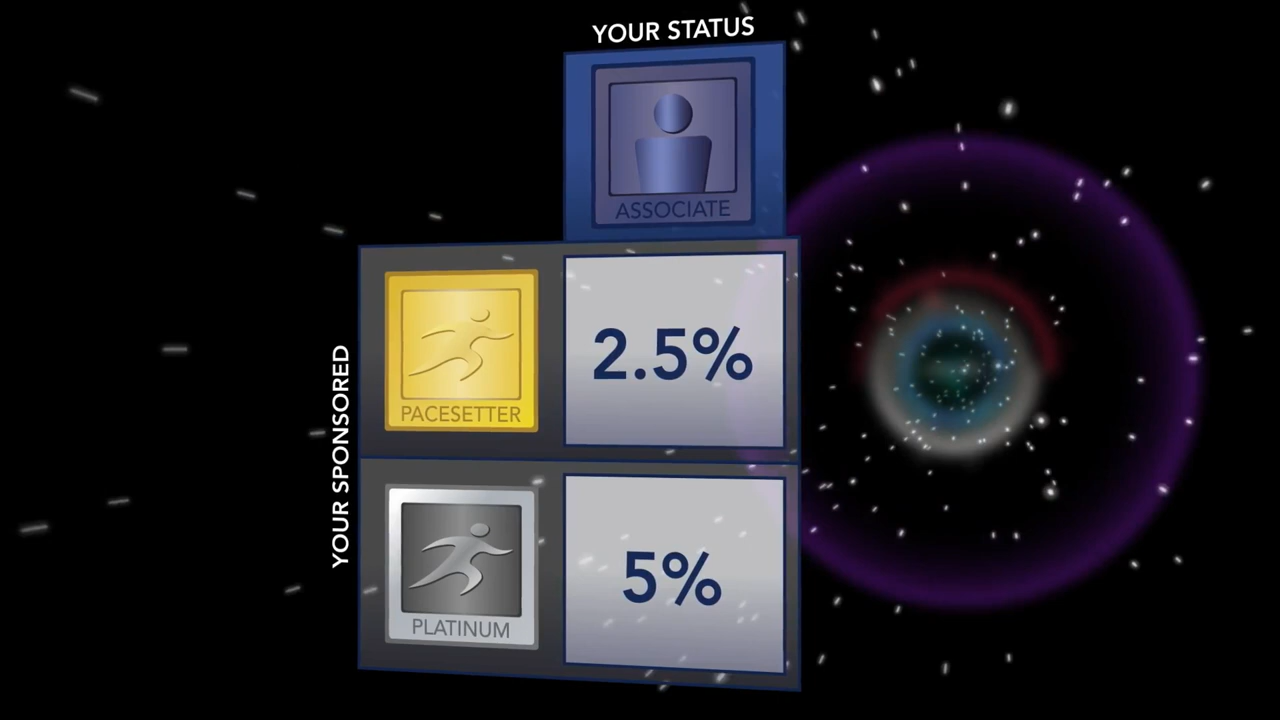 YOUR STATUS
ASSOCIATE
YOUR SPONSORED
PACESETTER
2.5%
PLATINUM
5%